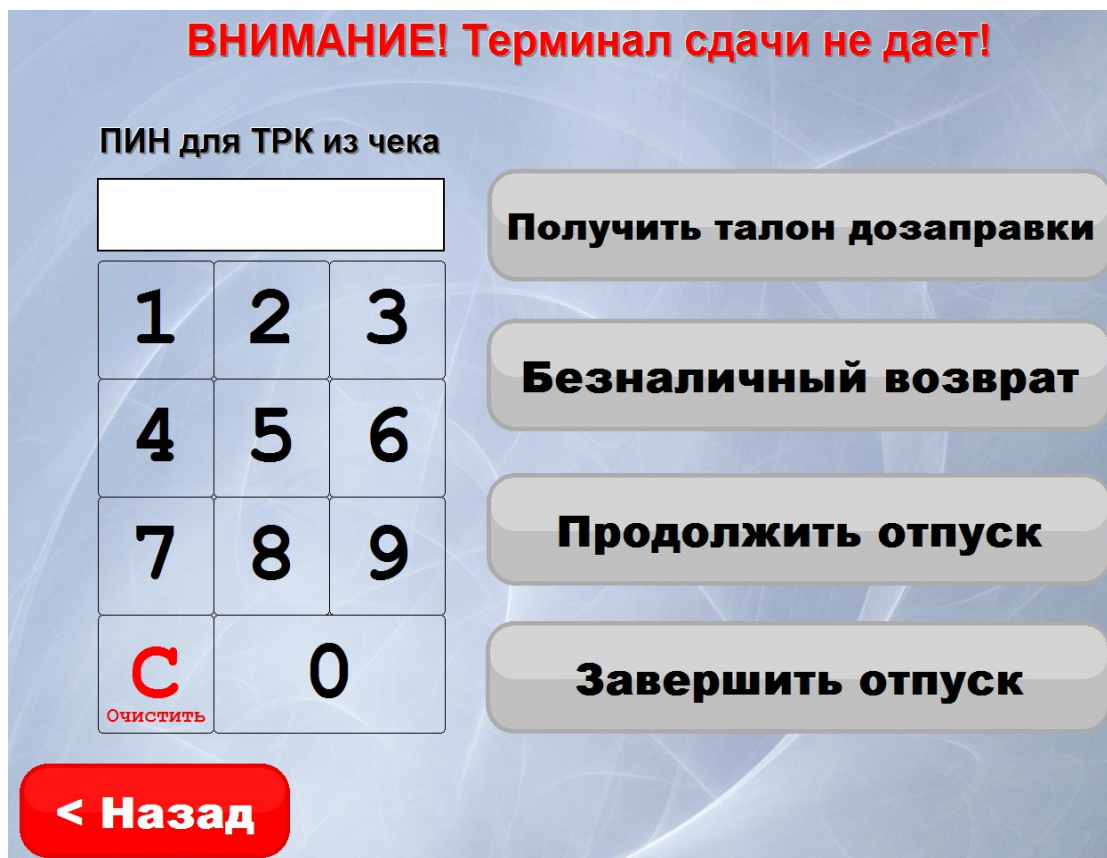 ВНИМАНИЕ! Терминал сдачи не дает!
ПИН для ТРК из чека
1 2 3
4 5 6
7 8 9
C 0
Очистить
Получить талон дозаправки
Безналичный возврат
Продолжить отпуск
Завершить отпуск
< Назад